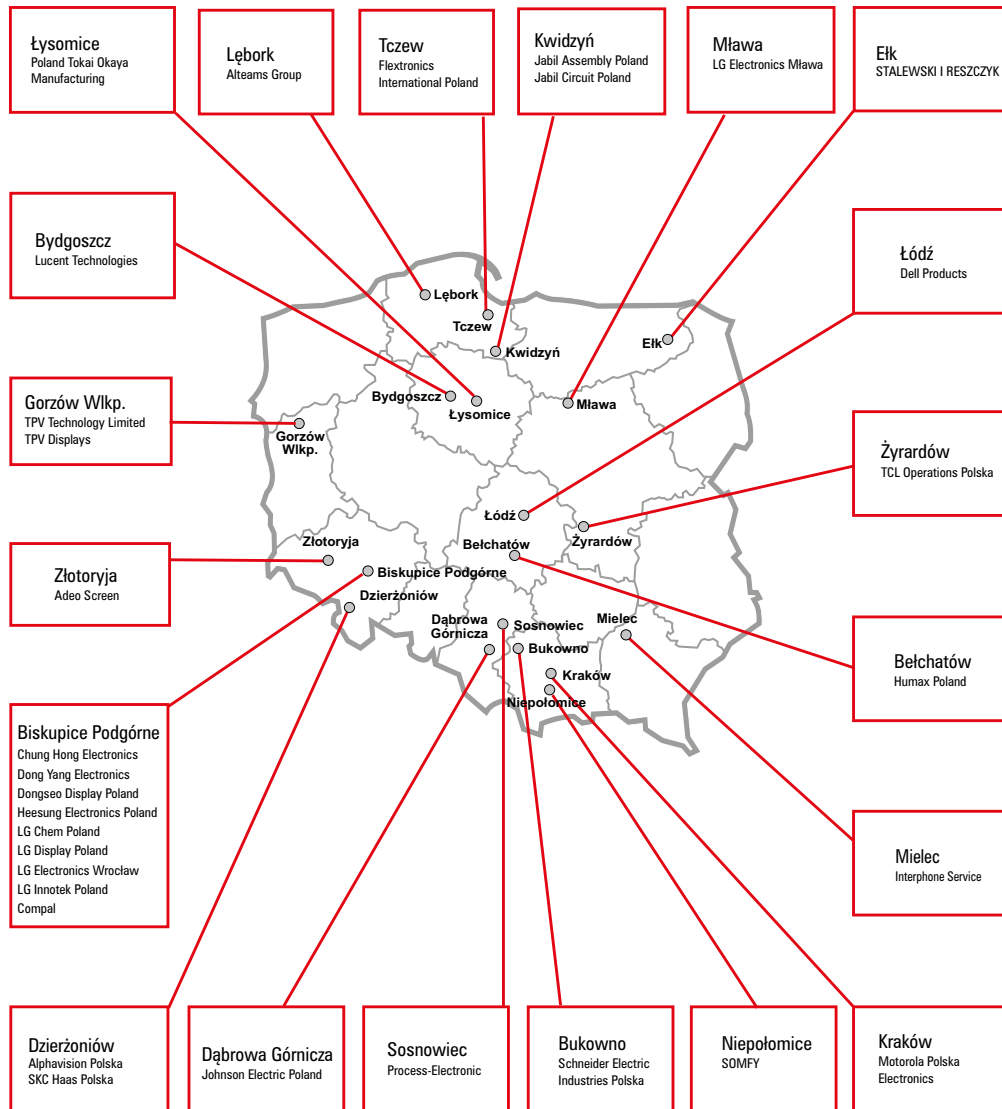 Łysomice
Poland Tokai Okaya
Manufacturing
Lębork
Alteams Group
Tczew
Flextronics
International Poland
Kwidzyń
Jabil Assembly Poland
Jabil Circuit Poland
Mława
LG Electronics Mława
Ełk
STALEWSKI I RESZCZYK
Bydgoszcz
Lucent Technologies
Łódź
Dell Products
Gorzów Wlkp.
TPV Technology Limited
TPV Displays
Żyrardów
TCL Operations Polska
Złotoryja
Adeo Screen
Bełchatów
Humax Poland
Biskupice Podgórne
Chung Hong Electronics
Dong Yang Electronics
Dongseo Display Poland
Heesung Electronics Poland
LG Chem Poland
LG Display Poland
LG Electronics Wrocław
LG Innotek Poland
Compal
Mielec
Interphone Service
Dzierżoniów
Alphavision Polska
SKC Haas Polska
Dąbrowa Górnicza
Johnson Electric Poland
Sosnowiec
Process-Electronic
Bukowno
Schneider Electric
Industries Polska
Niepołomice
SOMFY
Kraków
Motorola Polska
Electronics
Lębork
Tczew
Kwidzyń
Ełk
Bydgoszcz
Łysomice
Mława
Gorzów
Wlkp.
Łódź
Żyrardów
Złotoryja
Bełchatów
Biskupice Podgórne
Dzierżoniów
Dąbrowa
Górnicza
Sosnowiec
Mielec
Bukowno
Kraków
Niepołomice